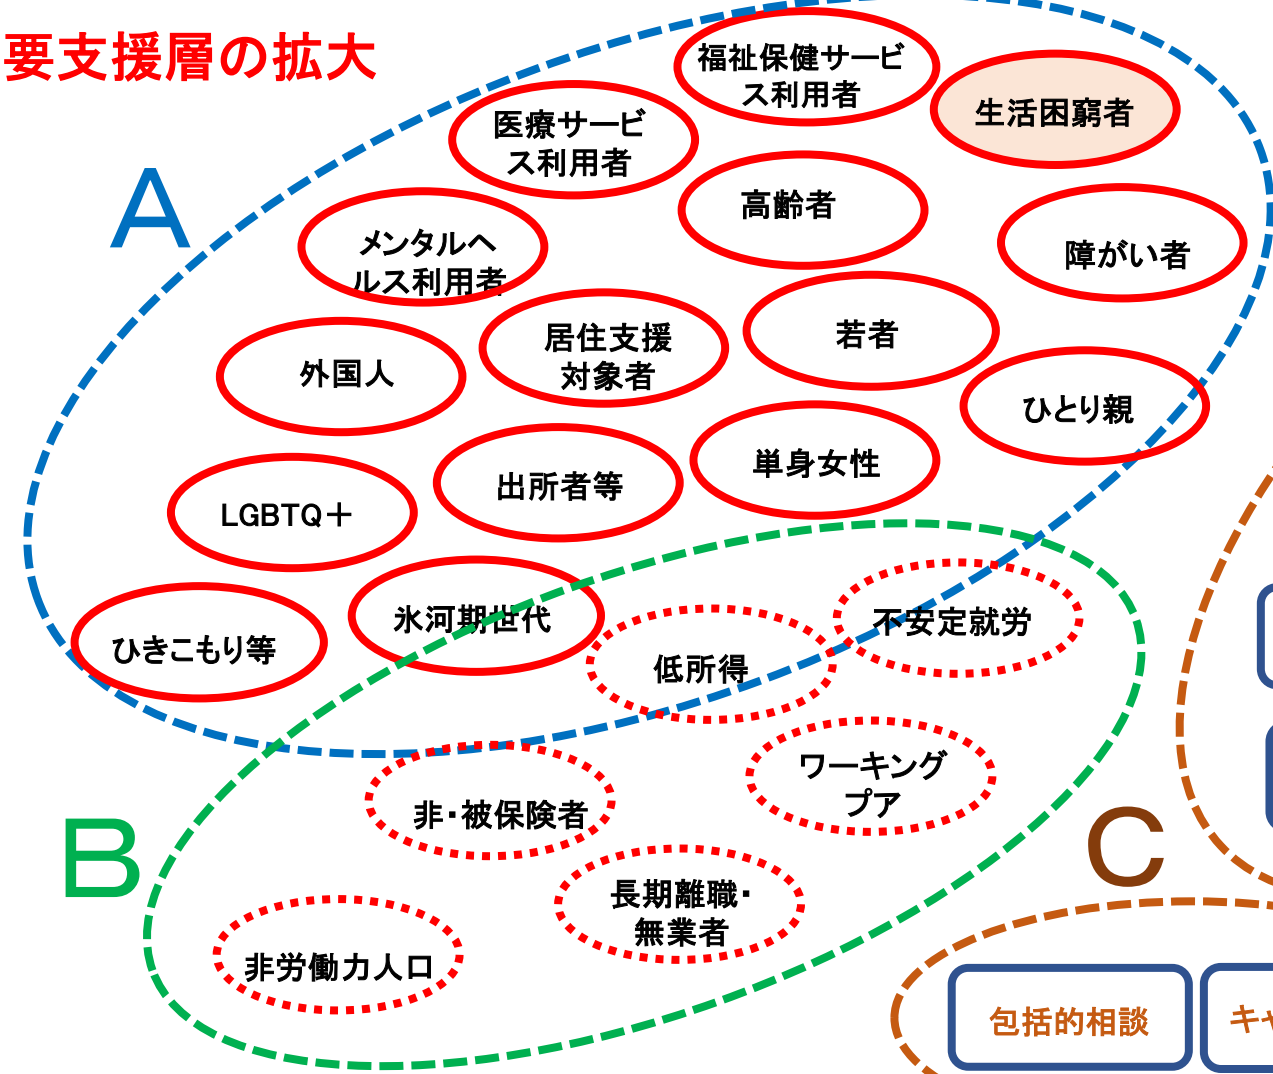 要支援層の拡大
福祉保健サービ
ス利用者
生活困窮者
医療サービ
ス利用者
高齢者
A
メンタルヘ
ルス利用者
障がい者
居住支援
対象者
若者
外国人
ひとり親
単身女性
出所者等
LGBTQ＋
氷河期世代
不安定就労
ひきこもり等
低所得
ワーキング
プア
非・被保険者
B
C
長期離職・
無業者
非労働力人口
包括的相談
キャ